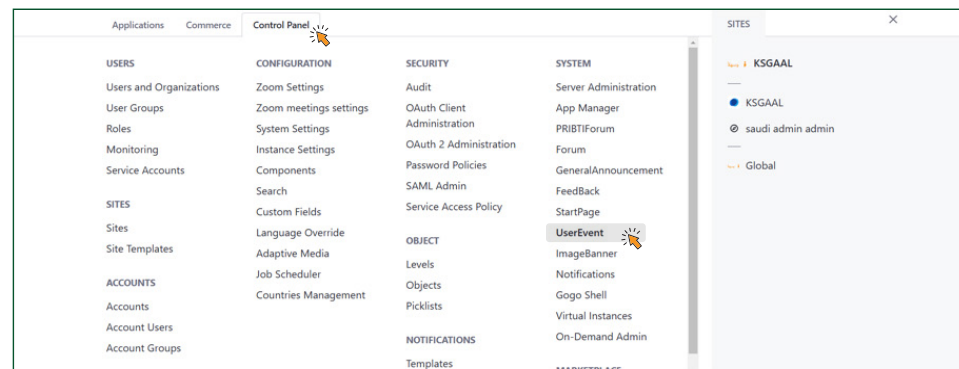 Applications Commerce Control Panel
SITES
USERS
Users and Organizations
User Groups
Roles
Monitoring
Service Accounts
SITES
Sites
Site Templates
ACCOUNTS
Accounts
Account Users
Account Groups
CONFIGURATION
Zoom Settings
Zoom meetings settings
System Settings
Instance Settings
Components
Search
Custom Fields
Language Override
Adaptive Media
Job Scheduler
Countries Management
SECURITY
Audit
OAuth Client
Administration
OAuth 2 Administration
Password Policies
SAML Admin
Service Access Policy
OBJECT
Levels
Objects
Picklists
NOTIFICATIONS
Templates
SYSTEM
Server Administration
App Manager
PRIBTIForum
Forum
GeneralAnnouncement
FeedBack
StartPage
UserEvent
ImageBanner
Notifications
Gogo Shell
Virtual Instances
On-Demand Admin
MARKETPLACE
KSGAAL
KSGAAL
saudi admin admin
Global